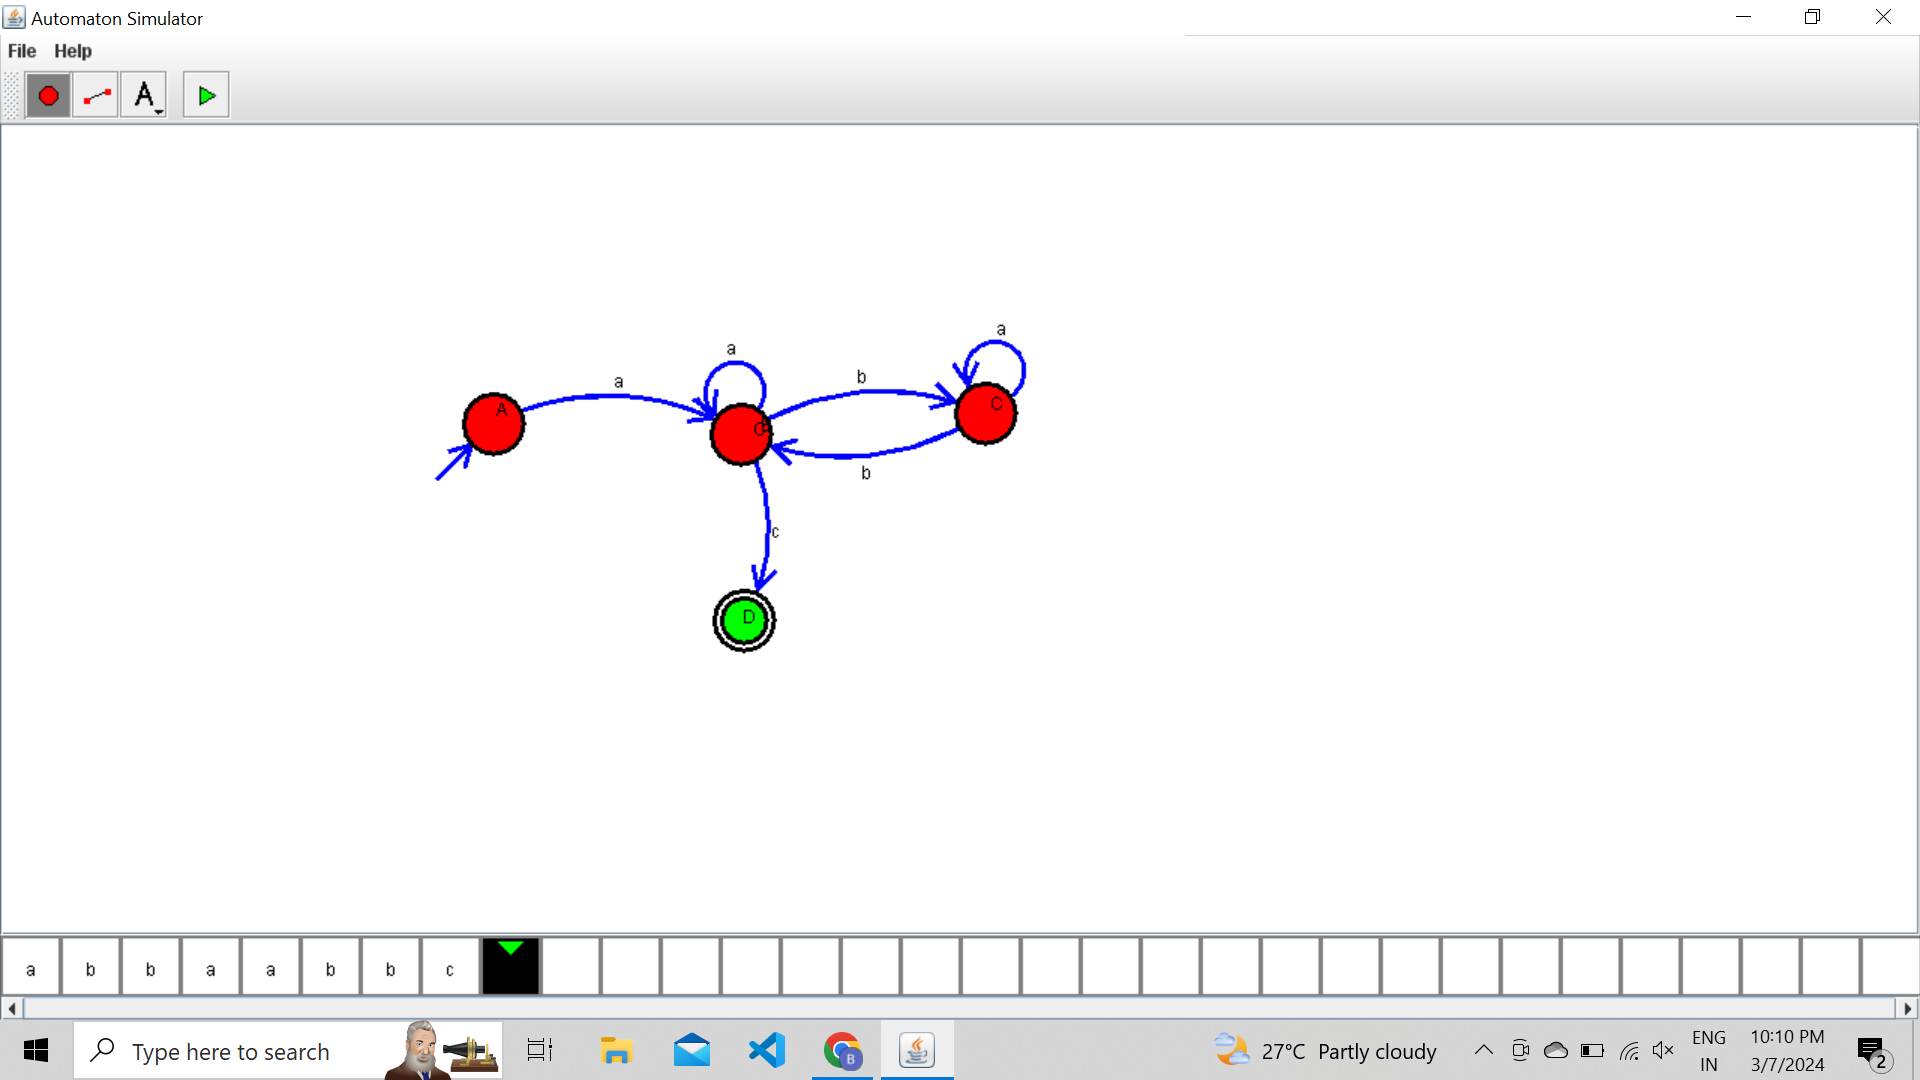 Automaton Simulator
File Help
A
a
a
a
b
A
C
b
c
D
a b b a a b b c
Type here to search
B
27°C Partly cloudy
ENG
IN
10:10 PM
3/7/2024
2